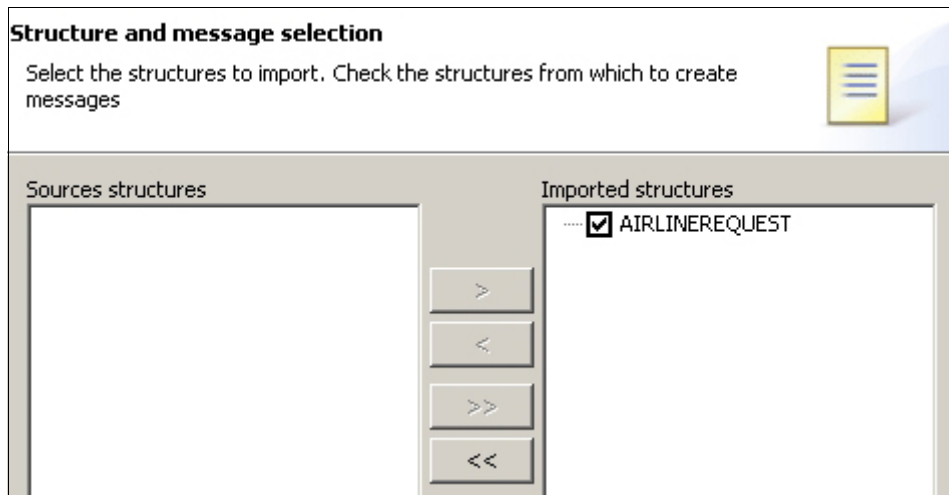 Structure and message selection
Select the structures to import. Check the structures from which to create
messages
Sources structures
Imported structures
AIRLINEREQUEST
>
<
>>
<<